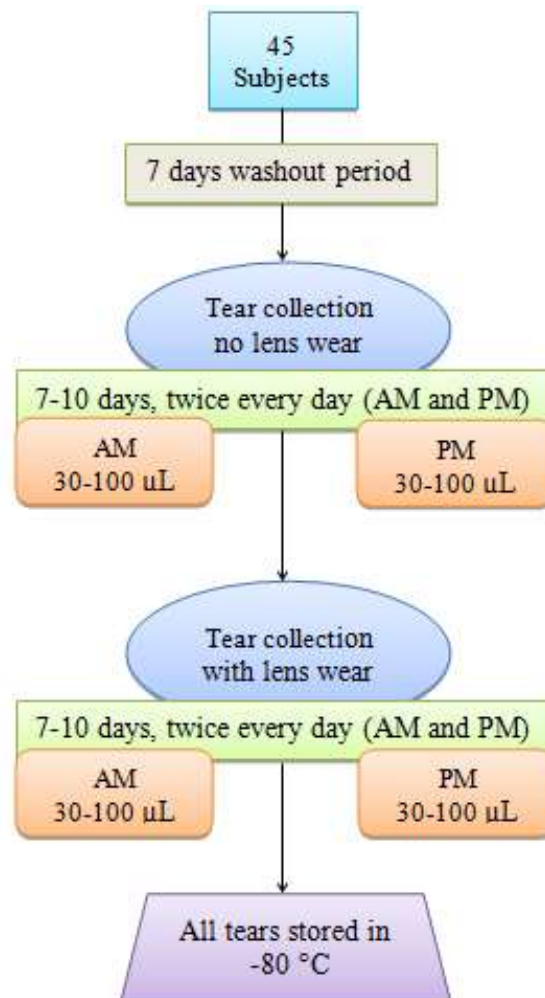 45
Subjects
7 days washout period
Tear collection
no lens wear
7-10 days, twice every day (AM and PM)
AM
30-100 µL
PM
30-100 µL
Tear collection
with lens wear
7-10 days, twice every day (AM and PM)
AM
30-100 µL
PM
30-100 µL
All tears stored in
-80 °C